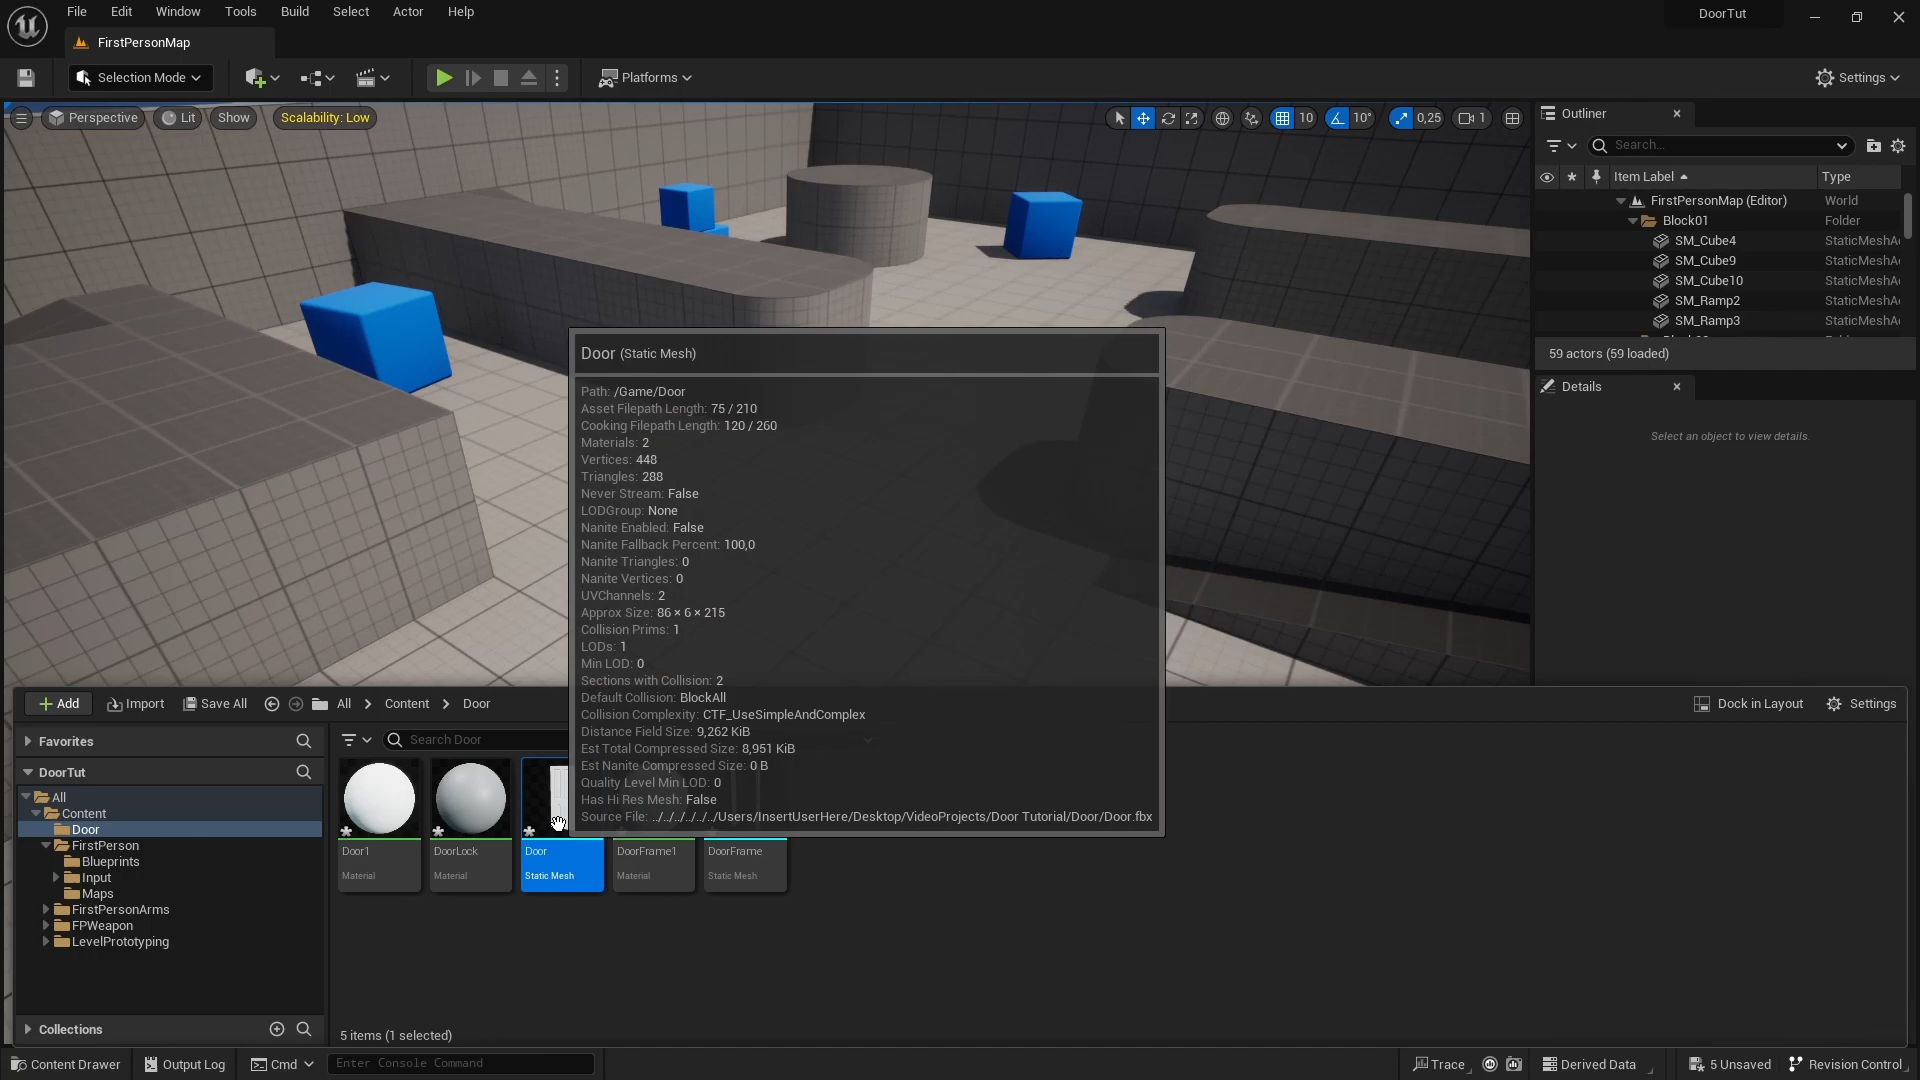 File Edit Window Tools Build Select Actor Help
DoorTut
FirstPersonMap
Selection Mode
Platforms
Settings
Perspective
Lit
Show
Scalability: Low
10
10°
0,25
1
Outliner
Search...
Item Label
Type
FirstPersonMap (Editor) World
Block01 Folder
SM_Cube4 StaticMeshA
SM_Cube9 StaticMeshA
SM_Cube10 StaticMeshA
SM_Ramp2 StaticMeshA
SM_Ramp3 StaticMeshA
59 actors (59 loaded)
Details
Select an object to view details.
Door (Static Mesh)
Path: /Game/Door
Asset Filepath Length: 75 / 210
Cooking Filepath Length: 120 / 260
Materials: 2
Vertices: 448
Triangles: 288
Never Stream: False
LODGroup: None
Nanite Enabled: False
Nanite Fallback Percent: 100,0
Nanite Triangles: 0
Nanite Vertices: 0
UVChannels: 2
Approx Size: 86 × 6 × 215
Collision Prims: 1
LODs: 1
Min LOD: 0
Sections with Collision: 2
Default Collision: BlockAll
Collision Complexity: CTF_UseSimpleAndComplex
Distance Field Size: 9,262 KiB
Est Total Compressed Size: 8,951 KiB
Est Nanite Compressed Size: 0 B
Quality Level Min LOD: 0
Has Hi Res Mesh: False
Source File: ../../../../../../Users/InsertUserHere/Desktop/VideoProjects/Door Tutorial/Door/Door.fbx
Add
Import
Save All
All
Content
Door
Dock in Layout
Settings
Favorites
Search Door
DoorTut
All
Content
Door
FirstPerson
Blueprints
Input
Maps
FirstPersonArms
FPWeapon
LevelPrototyping
Collections
Door1
Material
DoorLock
Material
Door
Static Mesh
DoorFrame1
Material
DoorFrame
Static Mesh
5 items (1 selected)
Content Drawer
Output Log
Cmd
Enter Console Command
Trace
Derived Data
5 Unsaved
Revision Control